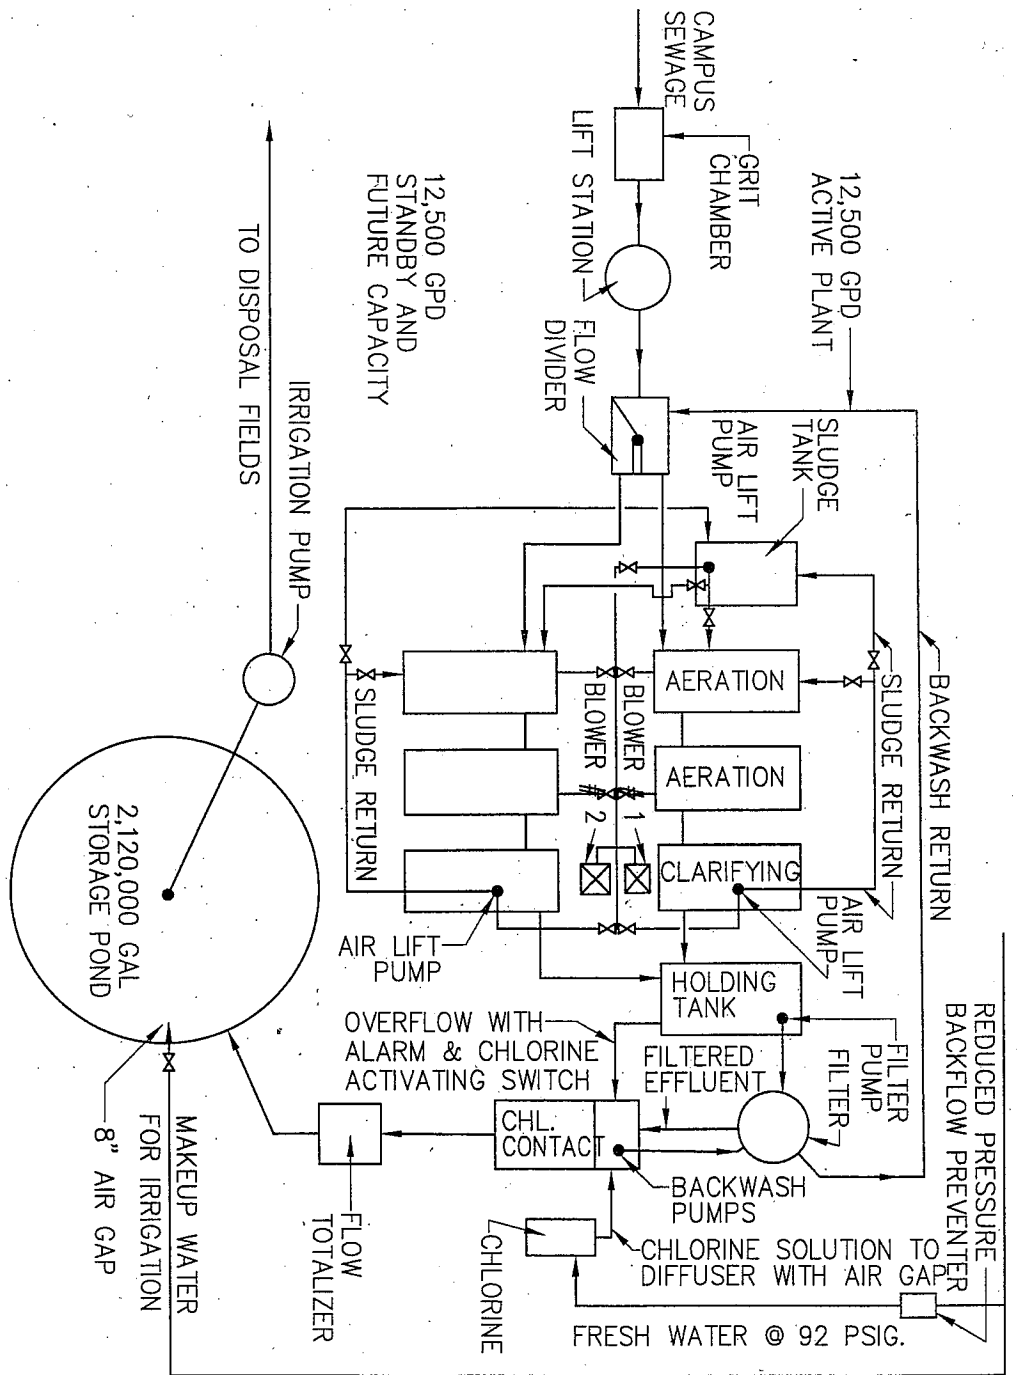 CAMPUS
SEWAGE
GRIT
CHAMBER
LIFT STATION
12,500 GPD
ACTIVE PLANT
FLOW
DIVIDER
12,500 GPD
STANDBY AND
FUTURE CAPACITY
TO DISPOSAL FIELDS
IRRIGATION PUMP
SLUDGE
TANK
AIR LIFT
PUMP
BACKWASH RETURN
SLUDGE RETURN
AERATION
AERATION
CLARIFYING
BLOWER # 1
BLOWER # 2
SLUDGE RETURN
AIR LIFT
PUMP
AIR LIFT
PUMP
HOLDING
TANK
FILTER
PUMP
FILTER
FILTERED
EFFLUENT
OVERFLOW WITH
ALARM & CHLORINE
ACTIVATING SWITCH
CHL.
CONTACT
BACKWASH
PUMPS
CHLORINE SOLUTION TO
DIFFUSER WITH AIR GAP
CHLORINE
FRESH WATER @ 92 PSIG.
REDUCED PRESSURE
BACKFLOW PREVENTER
FLOW
TOTALIZER
2,120,000 GAL
STORAGE POND
8" AIR GAP
MAKEUP WATER
FOR IRRIGATION